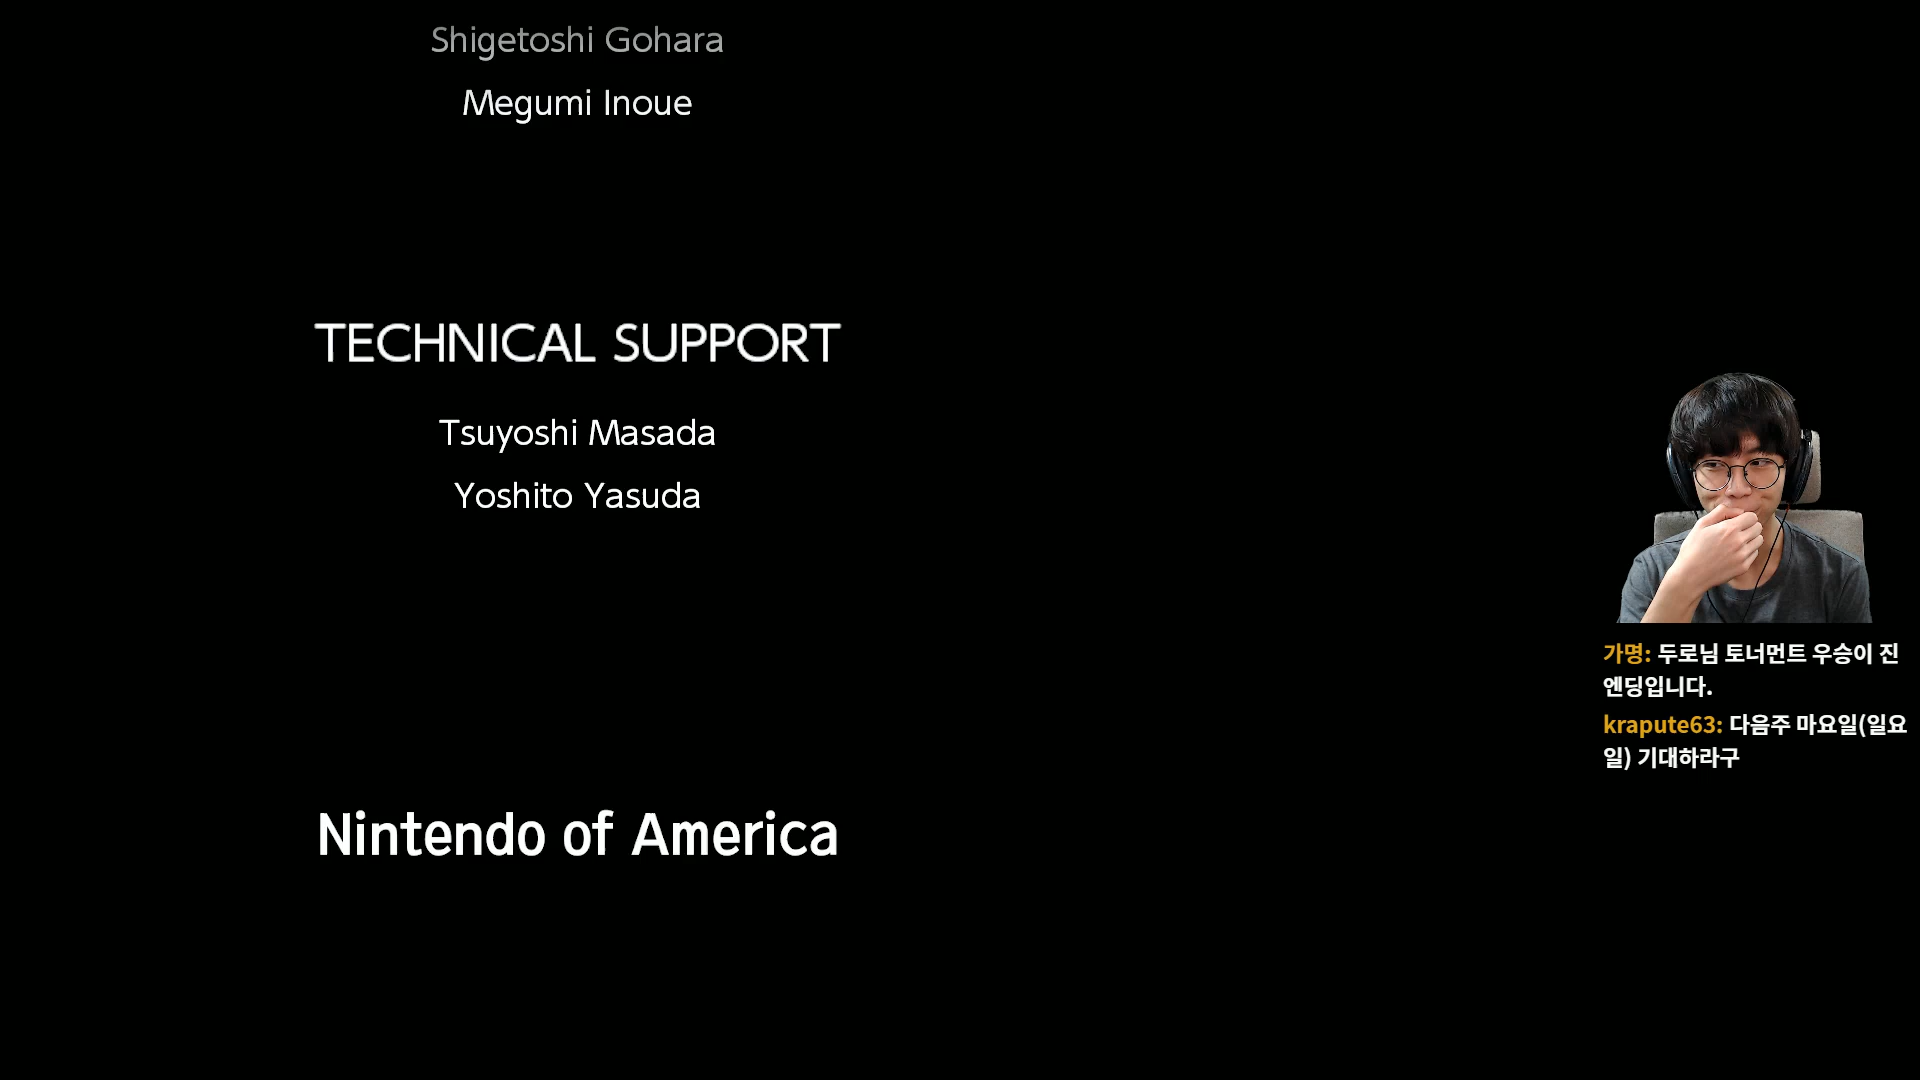 Shigetoshi Gohara
Megumi Inoue
TECHNICAL SUPPORT
Tsuyoshi Masada
Yoshito Yasuda
Nintendo of America
가명: 두로님 토너먼트 우승이 진
엔딩입니다.
krapute63: 다음주 마요일(일요
일) 기대하라구